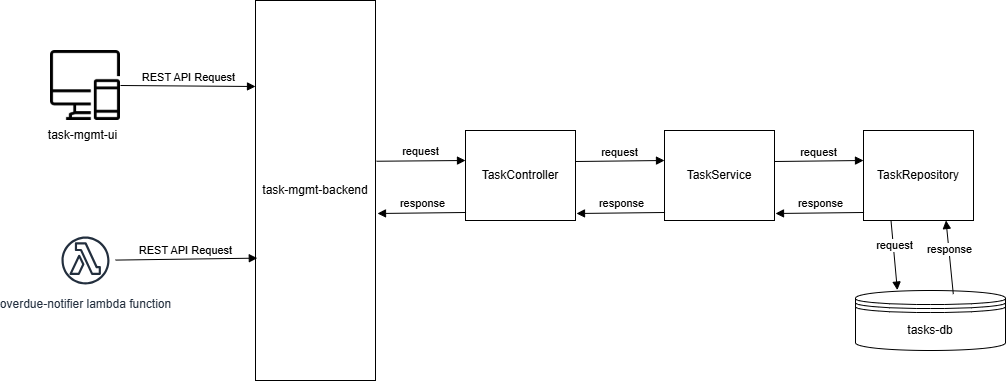 REST API Request
task-mgmt-ui
task-mgmt-backend
REST API Request
overdue-notifier lambda function
request
response
TaskController
request
response
TaskService
request
response
TaskRepository
request
response
tasks-db